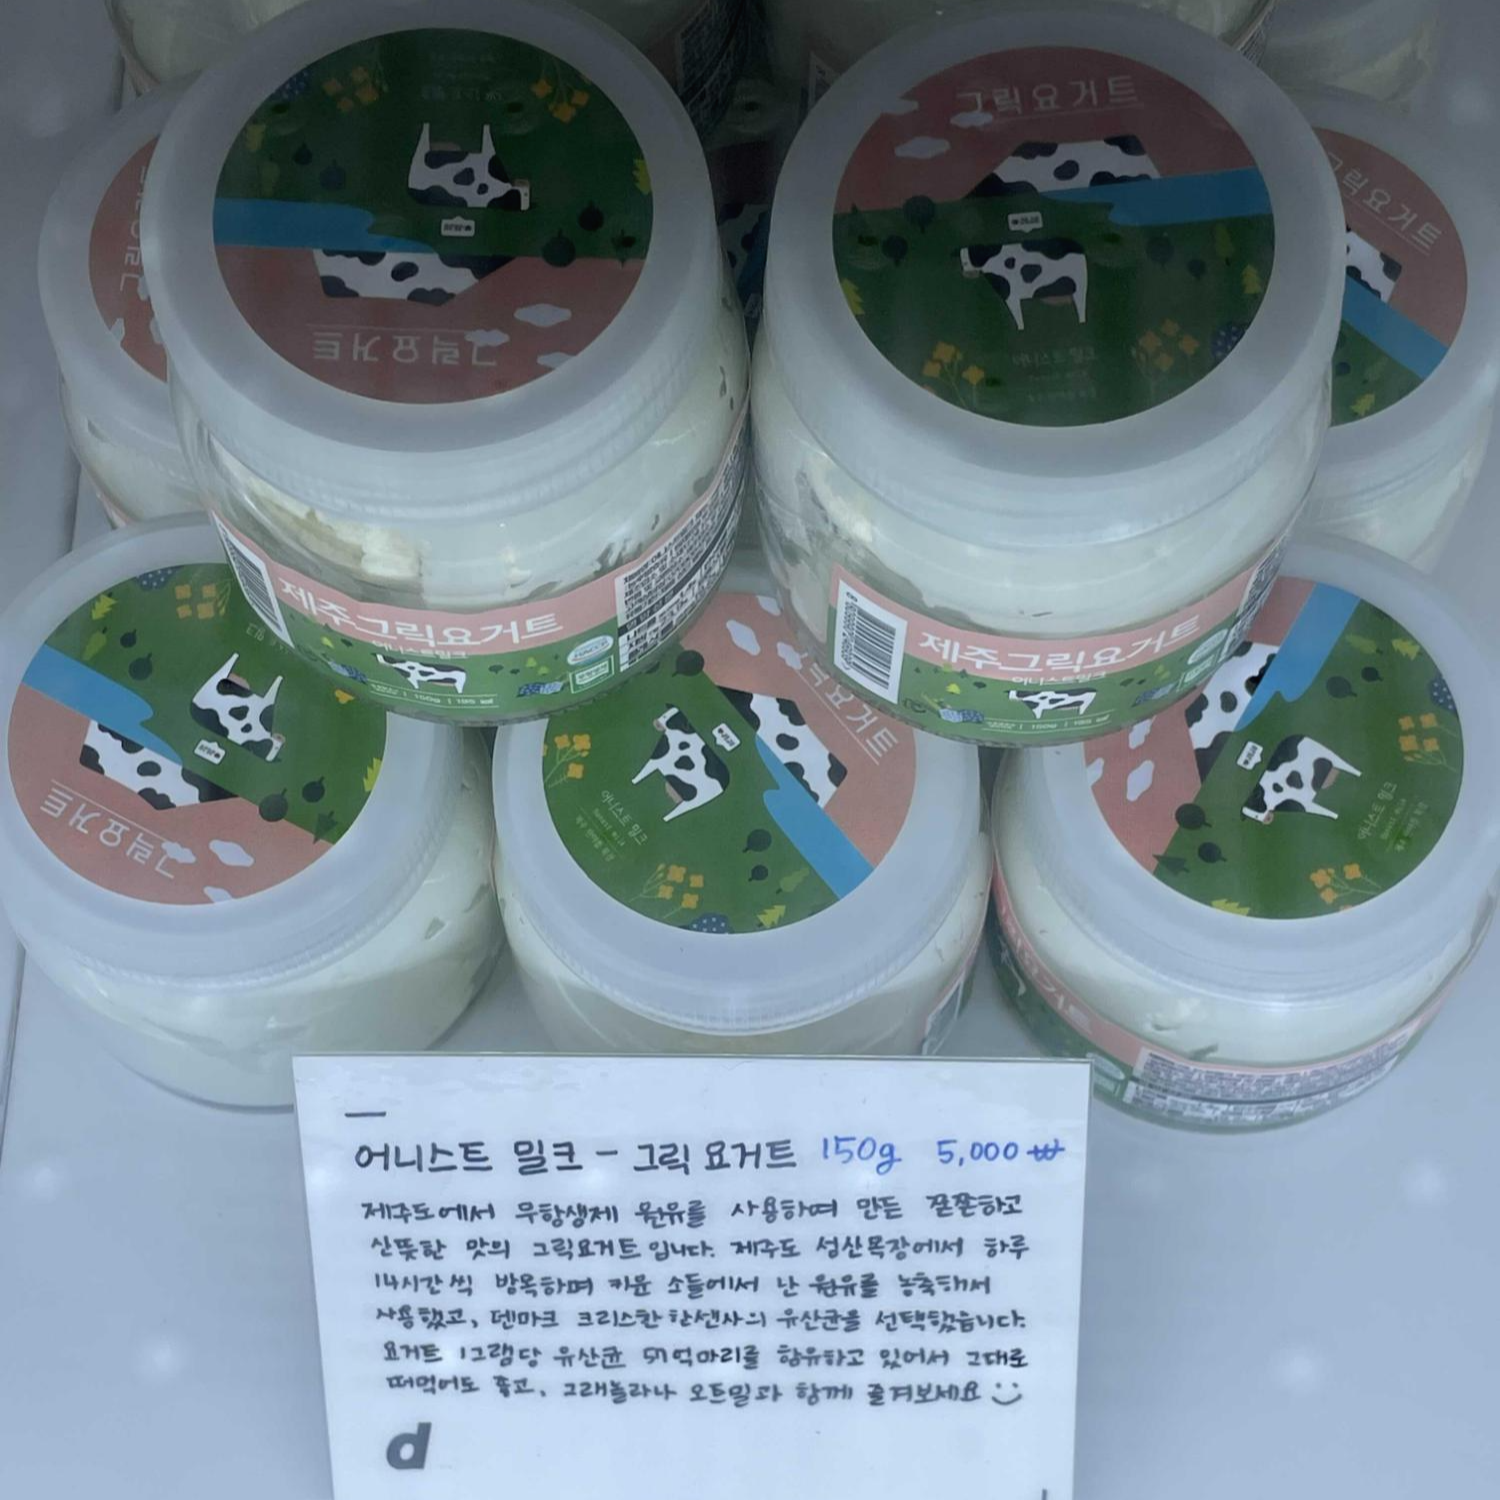 그릭요거트
그릭요거트
그릭요거트
제주그릭요거트
어니스트밀크
HACCP
150g
제주그릭요거트
어니스트밀크
150g
그릭요거트
그릭요거트
어니스트 밀크
어니스트 밀크
어니스트 밀크 - 그릭 요거트 150g 5,000₩
제주도에서 무항생제 원유를 사용하여 만든 쫀쫀하고
산뜻한 맛의 그릭요거트입니다. 제주도 성산목장에서 하루
14시간씩 방목하며 키운 소들에서 난 원유를 농축해서
사용했고, 덴마크 크리스찬한센사의 유산균을 선택했습니다.
요거트 1그램당 유산균 57억마리를 함유하고 있어서 그대로
떠먹어도 좋고, 그래놀라나 오트밀과 함께 즐겨보세요
d